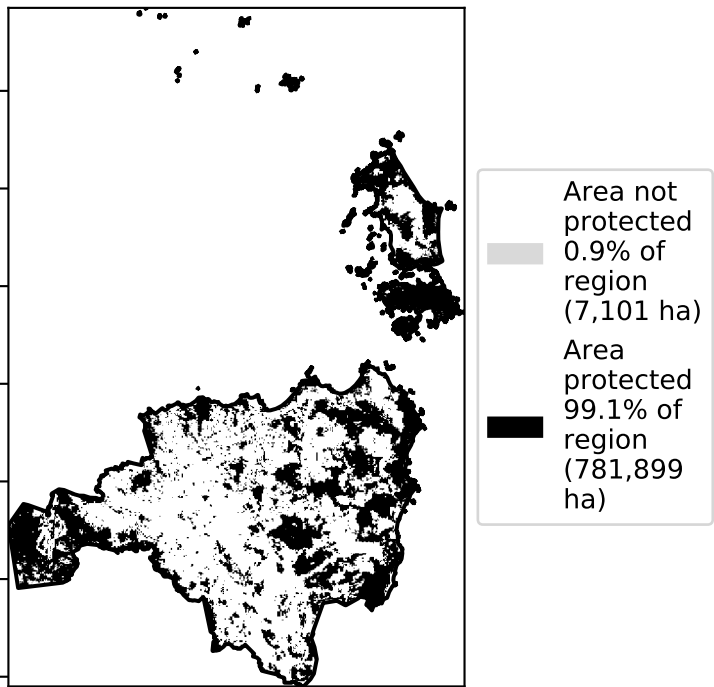 Area not
protected
0.9% of
region
(7,101 ha)
Area
protected
99.1% of
region
(781,899
ha)